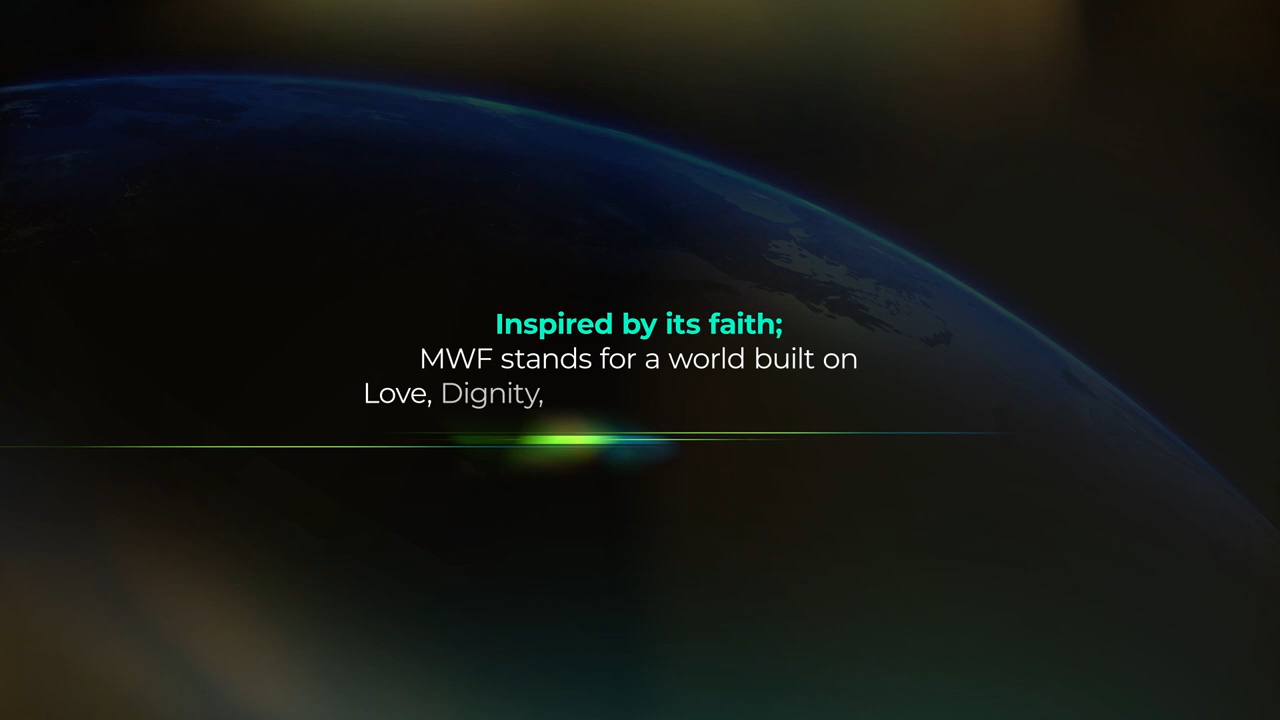 Inspired by its faith;
MWF stands for a world built on
Love, Dignity,